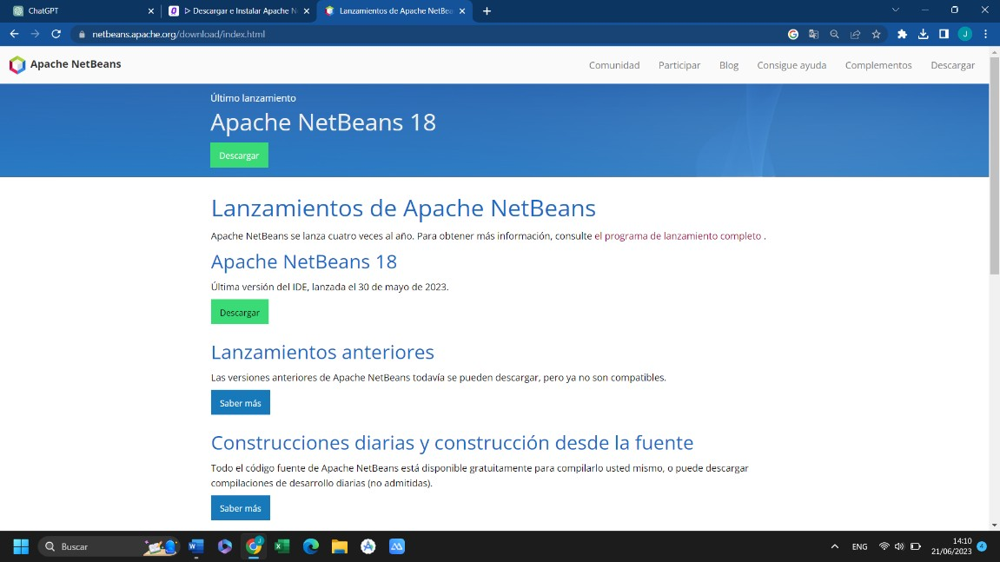 ChatGPT
ᐅ Descargar e Instalar Apache N
Lanzamientos de Apache NetBea
netbeans.apache.org/download/index.html
J
Apache NetBeans
Comunidad
Participar
Blog
Consigue ayuda
Complementos
Descargar
Último lanzamiento
Apache NetBeans 18
Descargar
Lanzamientos de Apache NetBeans
Apache NetBeans se lanza cuatro veces al año. Para obtener más información, consulte el programa de lanzamiento completo .
Apache NetBeans 18
Última versión del IDE, lanzada el 30 de mayo de 2023.
Descargar
Lanzamientos anteriores
Las versiones anteriores de Apache NetBeans todavía se pueden descargar, pero ya no son compatibles.
Saber más
Construcciones diarias y construcción desde la fuente
Todo el código fuente de Apache NetBeans está disponible gratuitamente para compilarlo usted mismo, o puede descargar
compilaciones de desarrollo diarias (no admitidas).
Saber más
Buscar
ENG
14:10
21/06/2023
4